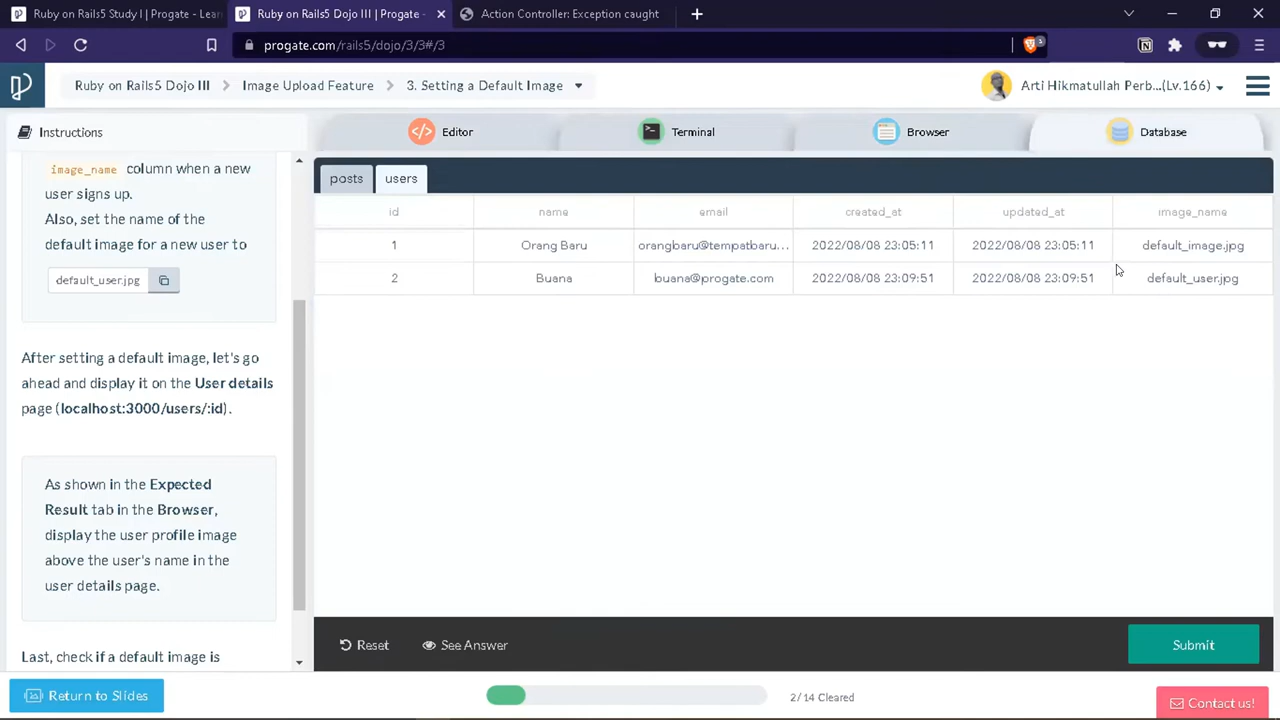 Ruby on Rails5 Study I | Progate - Lear
Ruby on Rails5 Dojo III | Progate -
Action Controller: Exception caught
progate.com/rails5/dojo/3/3#/3
Ruby on Rails5 Dojo III
Image Upload Feature
3. Setting a Default Image
Arti Hikmatullah Perb...(Lv.166)
Instructions
Editor
Terminal
Browser
Database
image_name column when a new
user signs up.
Also, set the name of the
default image for a new user to
default_user.jpg
After setting a default image, let's go
ahead and display it on the User details
page (localhost:3000/users/:id).
As shown in the Expected
Result tab in the Browser,
display the user profile image
above the user's name in the
user details page.
Last, check if a default image is
posts users
id name email created_at updated_at image_name
1 Orang Baru orangbaru@tempatbaru... 2022/08/08 23:05:11 2022/08/08 23:05:11 default_image.jpg
2 Buana buana@progate.com 2022/08/08 23:09:51 2022/08/08 23:09:51 default_user.jpg
Reset
See Answer
Submit
Return to Slides
2/14 Cleared
Contact us!